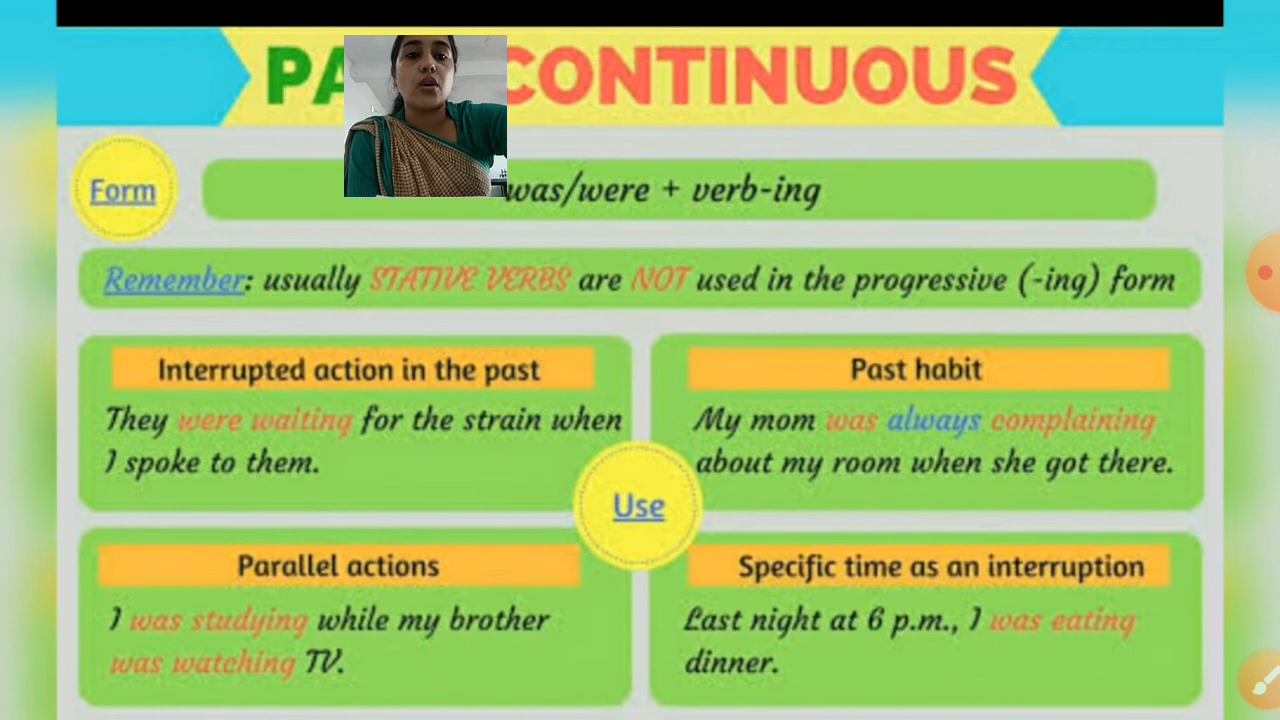 PA CONTINUOUS
Form
was/were + verb-ing
Remember: usually STATIVE VERBS are NOT used in the progressive (-ing) form
Interrupted action in the past
They were waiting for the strain when
I spoke to them.
Past habit
My mom was always complaining
about my room when she got there.
Use
Parallel actions
I was studying while my brother
was watching TV.
Specific time as an interruption
Last night at 6 p.m., I was eating
dinner.